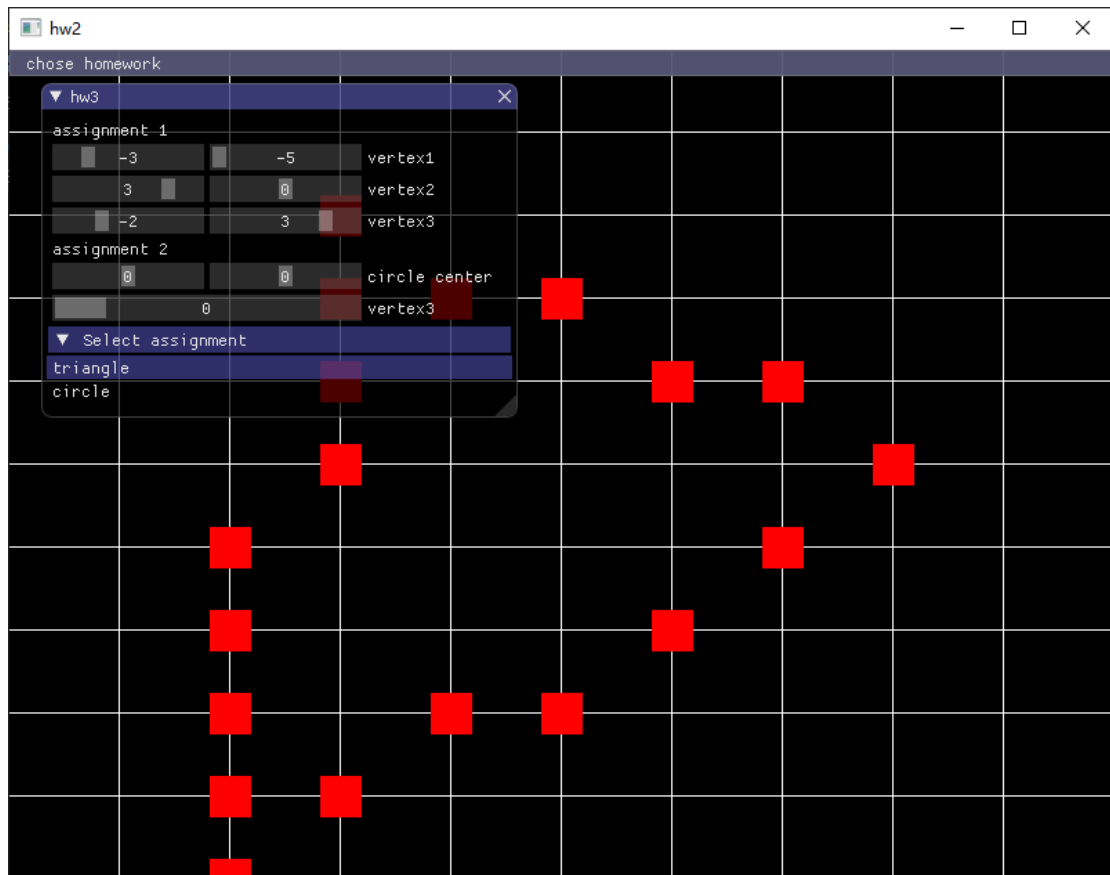 hw2
chose homework
hw3
assignment 1
-3 -5 vertex1
3 0 vertex2
-2 3 vertex3
assignment 2
0 0 circle center
0 vertex3
Select assignment
triangle
circle